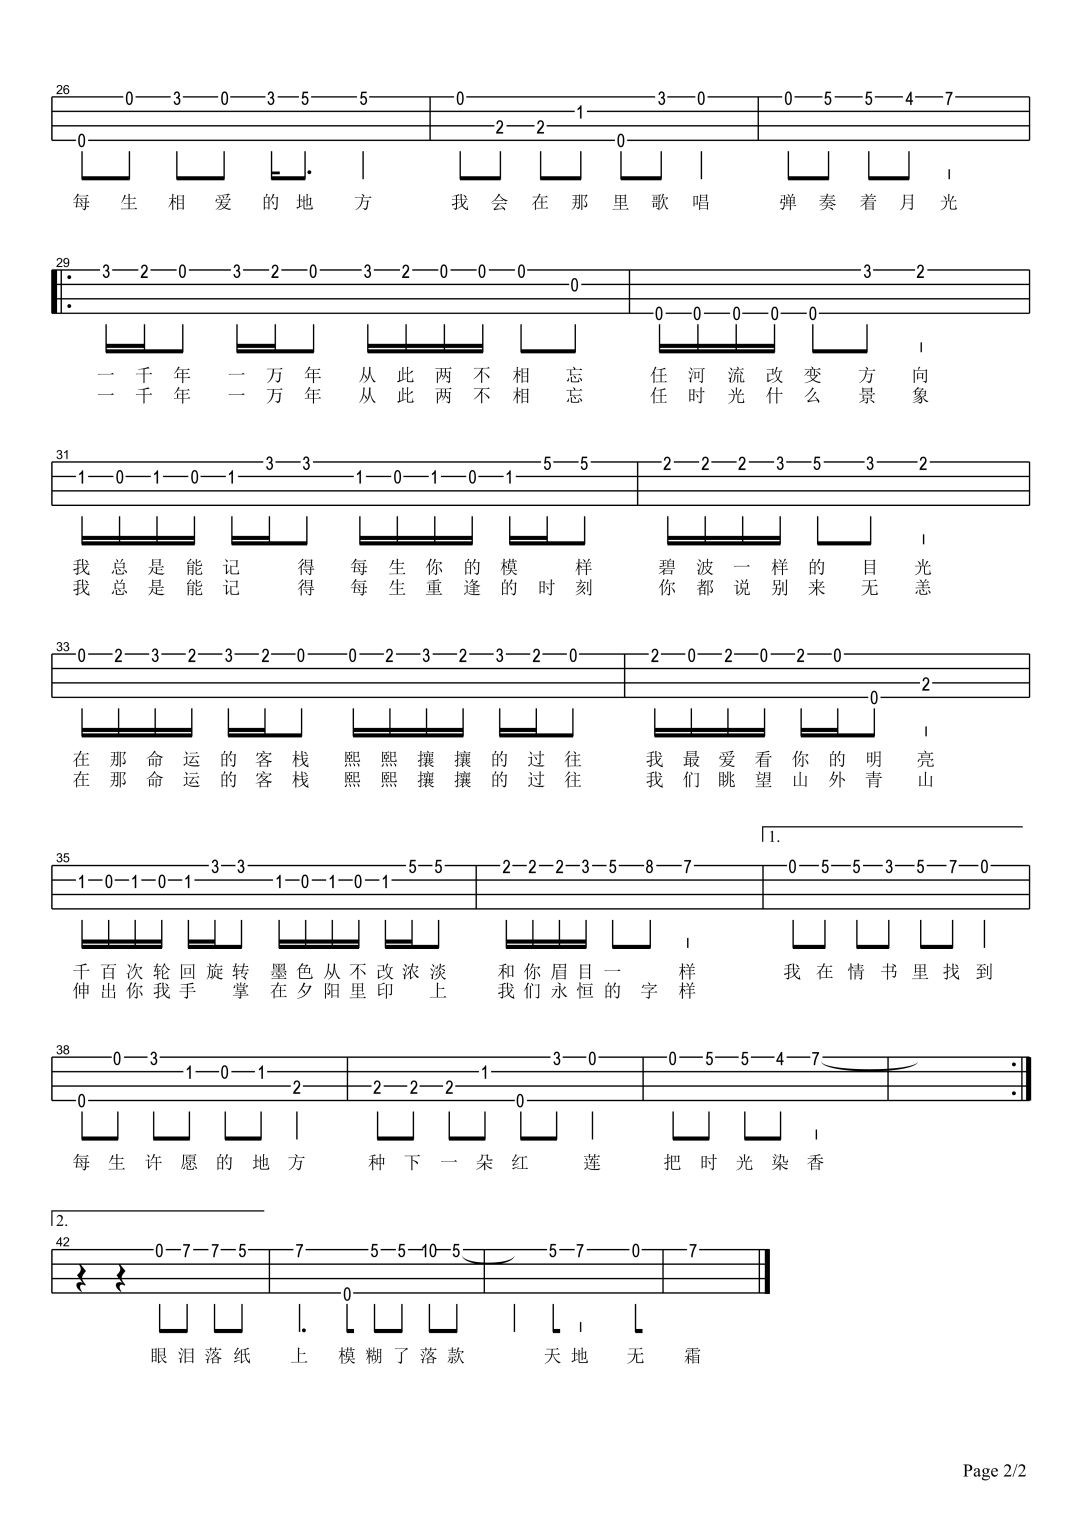 26
0 0 3 0 3 5 5 0 2 2 1 0 3 0 0 5 5 4 7
每 生 相 爱 的 地 方 我 会 在 那 里 歌 唱 弹 奏 着 月 光
29
3 2 0 3 2 0 3 2 0 0 0 0 0 0 0 0 0 3 2
一 千 年 一 万 年 从 此 两 不 相 忘 任 河 流 改 变 方 向
一 千 年 一 万 年 从 此 两 不 相 忘 任 时 光 什 么 景 象
31
1 0 1 0 1 3 3 1 0 1 0 1 5 5 2 2 2 3 5 3 2
我 总 是 能 记 得 每 生 你 的 模 样 碧 波 一 样 的 目 光
我 总 是 能 记 得 每 生 重 逢 的 时 刻 你 都 说 别 来 无 恙
33
0 2 3 2 3 2 0 0 2 3 2 3 2 0 2 0 2 0 2 0 0 2
在 那 命 运 的 客 栈 熙 熙 攘 攘 的 过 往 我 最 爱 看 你 的 明 亮
在 那 命 运 的 客 栈 熙 熙 攘 攘 的 过 往 我 们 眺 望 山 外 青 山
1.
35
1 0 1 0 1 3 3 1 0 1 0 1 5 5 2 2 2 3 5 8 7 0 5 5 3 5 7 0
千 百 次 轮 回 旋 转 墨 色 从 不 改 浓 淡 和 你 眉 目 一 样 我 在 情 书 里 找 到
伸 出 你 我 手 掌 在 夕 阳 里 印 上 我 们 永 恒 的 字 样
38
0 0 3 1 0 1 2 2 2 2 1 0 3 0 0 5 5 4 7
每 生 许 愿 的 地 方 种 下 一 朵 红 莲 把 时 光 染 香
2.
42
0 7 7 5 7 0 5 5 10 5 5 7 0 7
眼 泪 落 纸 上 模 糊 了 落 款 天 地 无 霜
Page 2/2